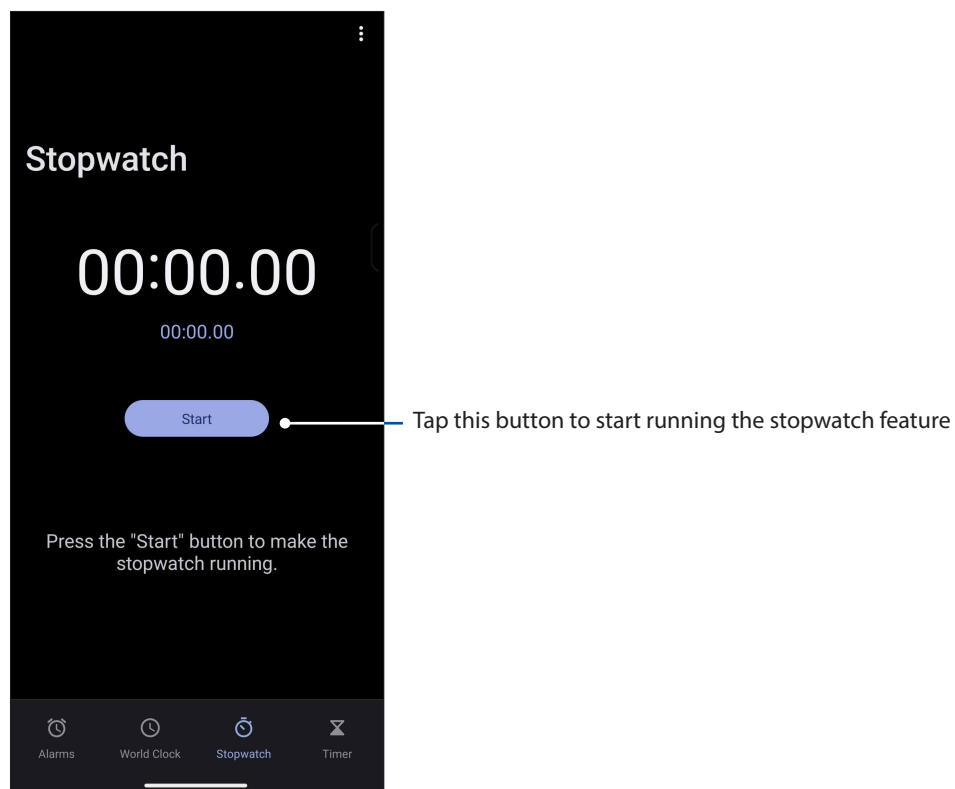 Stopwatch
00:00.00
00:00.00
Start
Tap this button to start running the stopwatch feature
Press the "Start" button to make the
stopwatch running.
Alarms World Clock Stopwatch Timer